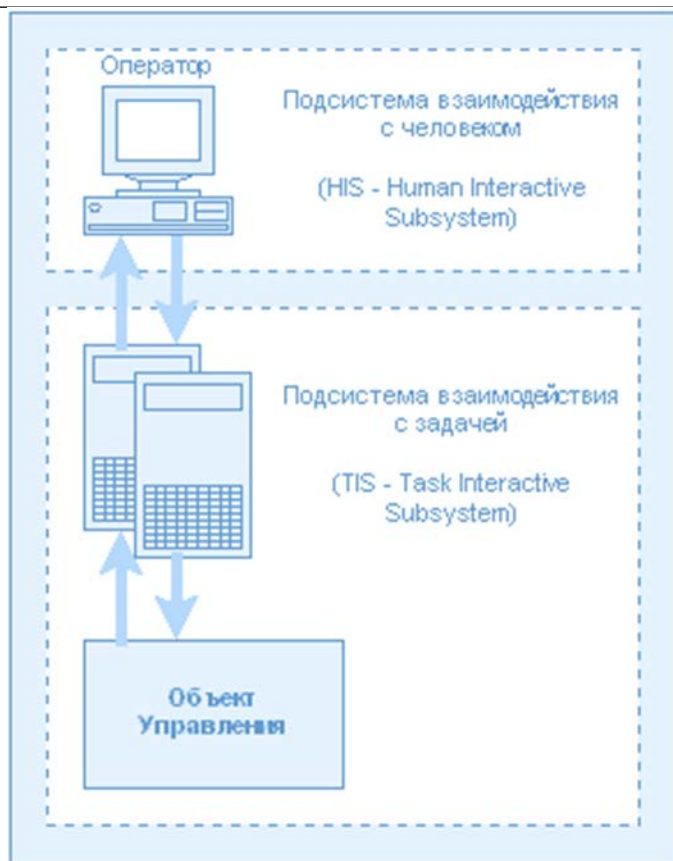 Оператор
Подсистема взаимодействия
с человеком
(HIS - Human Interactive
Subsystem)
Подсистема взаимодействия
с задачей
(TIS - Task Interactive
Subsystem)
Объект
Управления